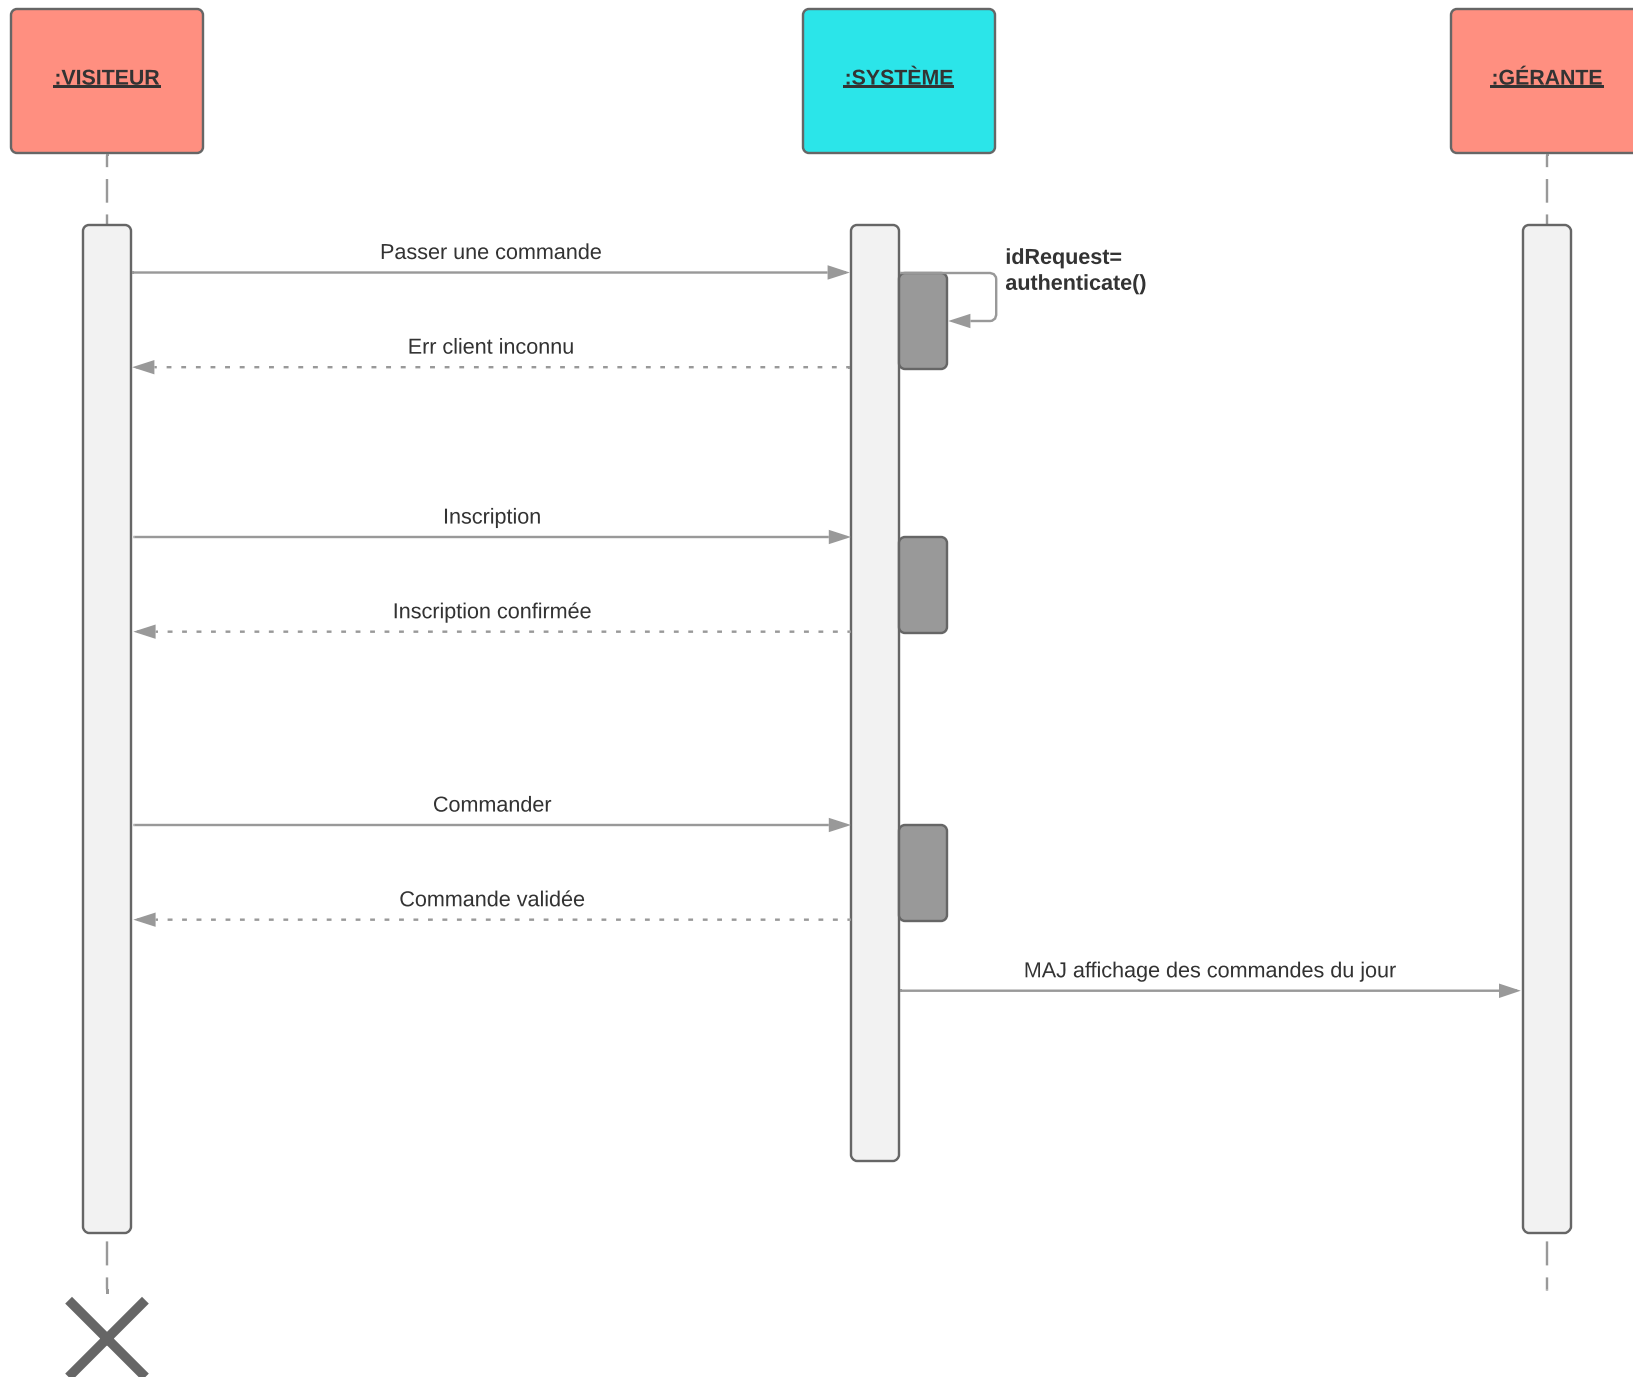 :VISITEUR
:SYSTÈME
:GÉRANTE
Passer une commande
idRequest=
authenticate()
Err client inconnu
Inscription
Inscription confirmée
Commander
Commande validée
MAJ affichage des commandes du jour